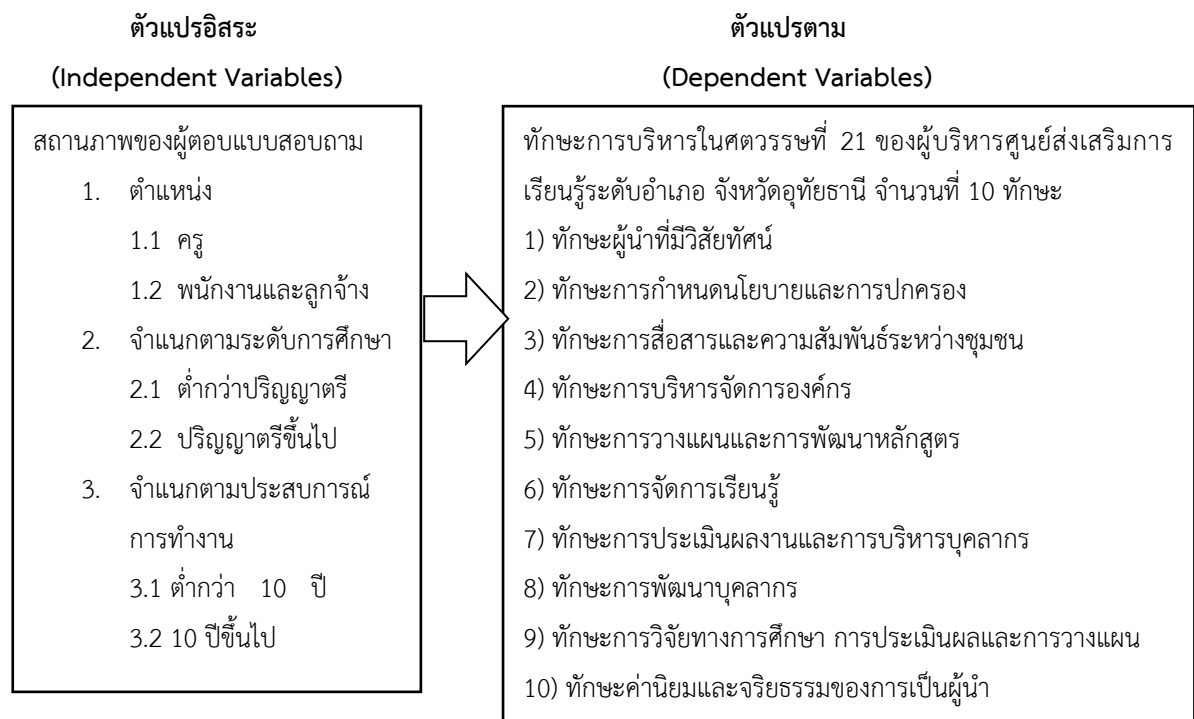 ตัวแปรอิสระ
(Independent Variables)
สถานภาพของผู้ตอบแบบสอบถาม
1. ตำแหน่ง
1.1 ครู
1.2 พนักงานและลูกจ้าง
2. จำแนกตามระดับการศึกษา
2.1 ต่ำกว่าปริญญาตรี
2.2 ปริญญาตรีขึ้นไป
3. จำแนกตามประสบการณ์
การทำงาน
3.1 ต่ำกว่า 10 ปี
3.2 10 ปีขึ้นไป
ตัวแปรตาม
(Dependent Variables)
ทักษะการบริหารในศตวรรษที่ 21 ของผู้บริหารศูนย์ส่งเสริมการ
เรียนรู้ระดับอำเภอ จังหวัดอุทัยธานี จำนวนที่ 10 ทักษะ
1) ทักษะผู้นำที่มีวิสัยทัศน์
2) ทักษะการกำหนดนโยบายและการปกครอง
3) ทักษะการสื่อสารและความสัมพันธ์ระหว่างชุมชน
4) ทักษะการบริหารจัดการองค์กร
5) ทักษะการวางแผนและการพัฒนาหลักสูตร
6) ทักษะการจัดการเรียนรู้
7) ทักษะการประเมินผลงานและการบริหารบุคลากร
8) ทักษะการพัฒนาบุคลากร
9) ทักษะการวิจัยทางการศึกษา การประเมินผลและการวางแผน
10) ทักษะค่านิยมและจริยธรรมของการเป็นผู้นำ